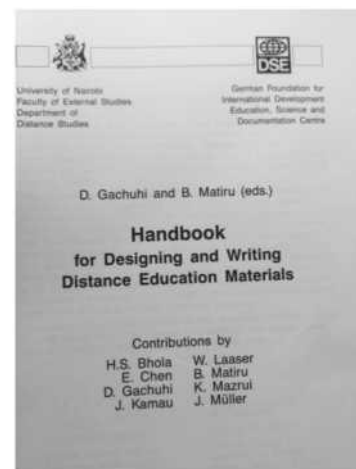 University of Nairobi
Faculty of External Studies
Department of
Distance Studies
DSE
German Foundation for
International Development
Education, Science and
Documentation Centre
D. Gachuhi and B. Matiru (eds.)
Handbook
for Designing and Writing
Distance Education Materials
Contributions by
H.S. Bhola W. Laaser
E. Chen B. Matiru
D. Gachuhi K. Mazrui
J. Kamau J. Müller